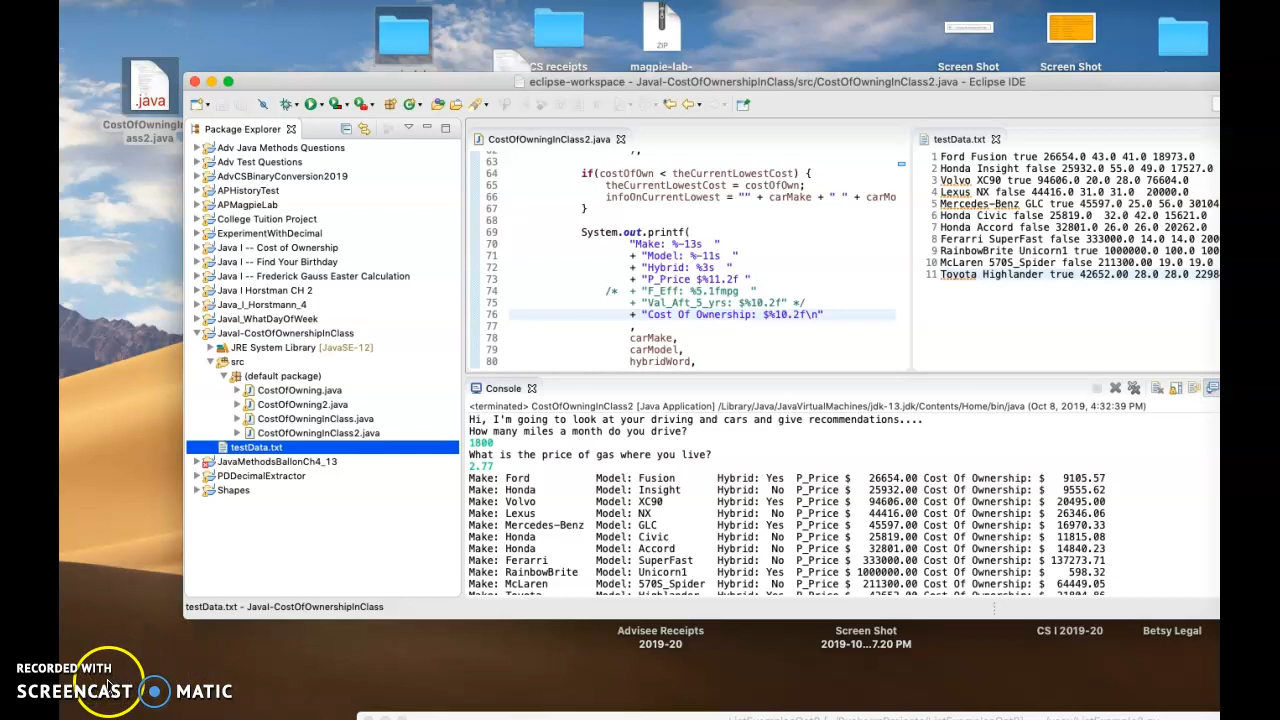 CS receipts
ZIP
magpie-lab-
Screen Shot
Screen Shot
.java
CostOfOwningInCl
ass2.java
eclipse-workspace - JavaI-CostOfOwnershipInClass/src/CostOfOwningInClass2.java - Eclipse IDE
Package Explorer
Adv Java Methods Questions
Adv Test Questions
AdvCSBinaryConversion2019
APHistoryTest
APMagpieLab
College Tuition Project
ExperimentWithDecimal
Java I -- Cost of Ownership
Java I -- Find Your Birthday
Java I -- Frederick Gauss Easter Calculation
Java I Horstman CH 2
Java_I_Horstmann_4
Java_WhatDayOfWeek
JavaI-CostOfOwnershipInClass
JRE System Library [JavaSE-12]
src
(default package)
CostOfOwning.java
CostOfOwning2.java
CostOfOwningInClass.java
CostOfOwningInClass2.java
testData.txt
JavaMethodsBallonCh4_13
PDDecimalExtractor
Shapes
CostOfOwningInClass2.java
63
64 if(costOfOwn < theCurrentLowestCost) {
65 theCurrentLowestCost = costOfOwn;
66 infoOnCurrentLowest = "" + carMake + " " + carMo
67 }
68
69 System.out.printf(
70 "Make: %-13s "
71 + "Model: %-11s "
72 + "Hybrid: %3s "
73 + "P_Price $%11.2f "
74 /* + "F_Eff: %5.1fmpg "
75 + "Val_Aft_5_yrs: $%10.2f" */
76 + "Cost Of Ownership: $%10.2f\n"
77 ,
78 carMake,
79 carModel,
80 hybridWord,
testData.txt
1 Ford Fusion true 26654.0 43.0 41.0 18973.0
2 Honda Insight false 25932.0 55.0 49.0 17527.0
3 Volvo XC90 true 94606.0 20.0 28.0 76604.0
4 Lexus NX false 44416.0 31.0 31.0 20000.0
5 Mercedes-Benz GLC true 45597.0 25.0 56.0 30104
6 Honda Civic false 25819.0 32.0 42.0 15621.0
7 Honda Accord false 32801.0 26.0 26.0 20262.0
8 Ferarri SuperFast false 333000.0 14.0 14.0 200
9 RainbowBrite Unicorn1 true 1000000.0 100.0 100
10 McLaren 570S_Spider false 211300.0 19.0 19.0
11 Toyota Highlander true 42652.00 28.0 28.0 2298
Console
<terminated> CostOfOwningInClass2 [Java Application] /Library/Java/JavaVirtualMachines/jdk-13.jdk/Contents/Home/bin/java (Oct 8, 2019, 4:32:39 PM)
Hi, I'm going to look at your driving and cars and give recommendations....
How many miles a month do you drive?
1800
What is the price of gas where you live?
2.77
Make: Ford Model: Fusion Hybrid: Yes P_Price $ 26654.00 Cost Of Ownership: $ 9105.57
Make: Honda Model: Insight Hybrid: No P_Price $ 25932.00 Cost Of Ownership: $ 9555.62
Make: Volvo Model: XC90 Hybrid: Yes P_Price $ 94606.00 Cost Of Ownership: $ 20495.00
Make: Lexus Model: NX Hybrid: No P_Price $ 44416.00 Cost Of Ownership: $ 26346.06
Make: Mercedes-Benz Model: GLC Hybrid: Yes P_Price $ 45597.00 Cost Of Ownership: $ 16970.33
Make: Honda Model: Civic Hybrid: No P_Price $ 25819.00 Cost Of Ownership: $ 11815.08
Make: Honda Model: Accord Hybrid: No P_Price $ 32801.00 Cost Of Ownership: $ 14840.23
Make: Ferarri Model: SuperFast Hybrid: No P_Price $ 333000.00 Cost Of Ownership: $ 137273.71
Make: RainbowBrite Model: Unicorn1 Hybrid: Yes P_Price $ 1000000.00 Cost Of Ownership: $ 598.32
Make: McLaren Model: 570S_Spider Hybrid: No P_Price $ 211300.00 Cost Of Ownership: $ 64449.05
testData.txt - JavaI-CostOfOwnershipInClass
Advisee Receipts
2019-20
Screen Shot
2019-10...7.20 PM
CS I 2019-20
Betsy Legal
RECORDED WITH
SCREENCAST MATIC